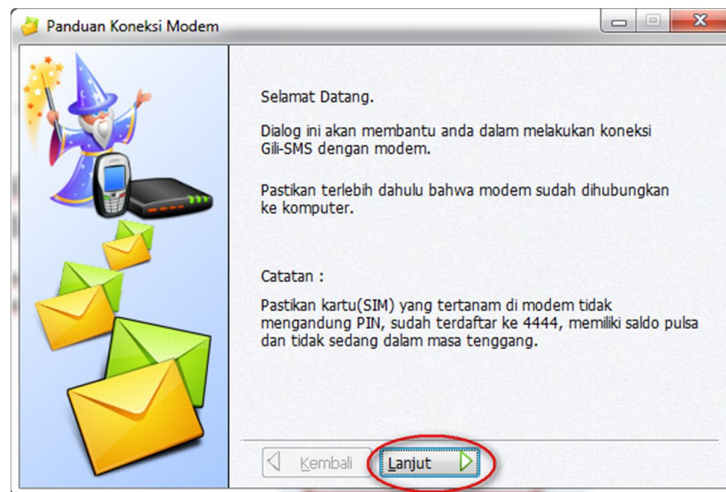 Panduan Koneksi Modem
Selamat Datang.
Dialog ini akan membantu anda dalam melakukan koneksi
Gili-SMS dengan modem.
Pastikan terlebih dahulu bahwa modem sudah dihubungkan
ke komputer.
Catatan :
Pastikan kartu(SIM) yang tertanam di modem tidak
mengandung PIN, sudah terdaftar ke 4444, memiliki saldo pulsa
dan tidak sedang dalam masa tenggang.
Kembali
Lanjut